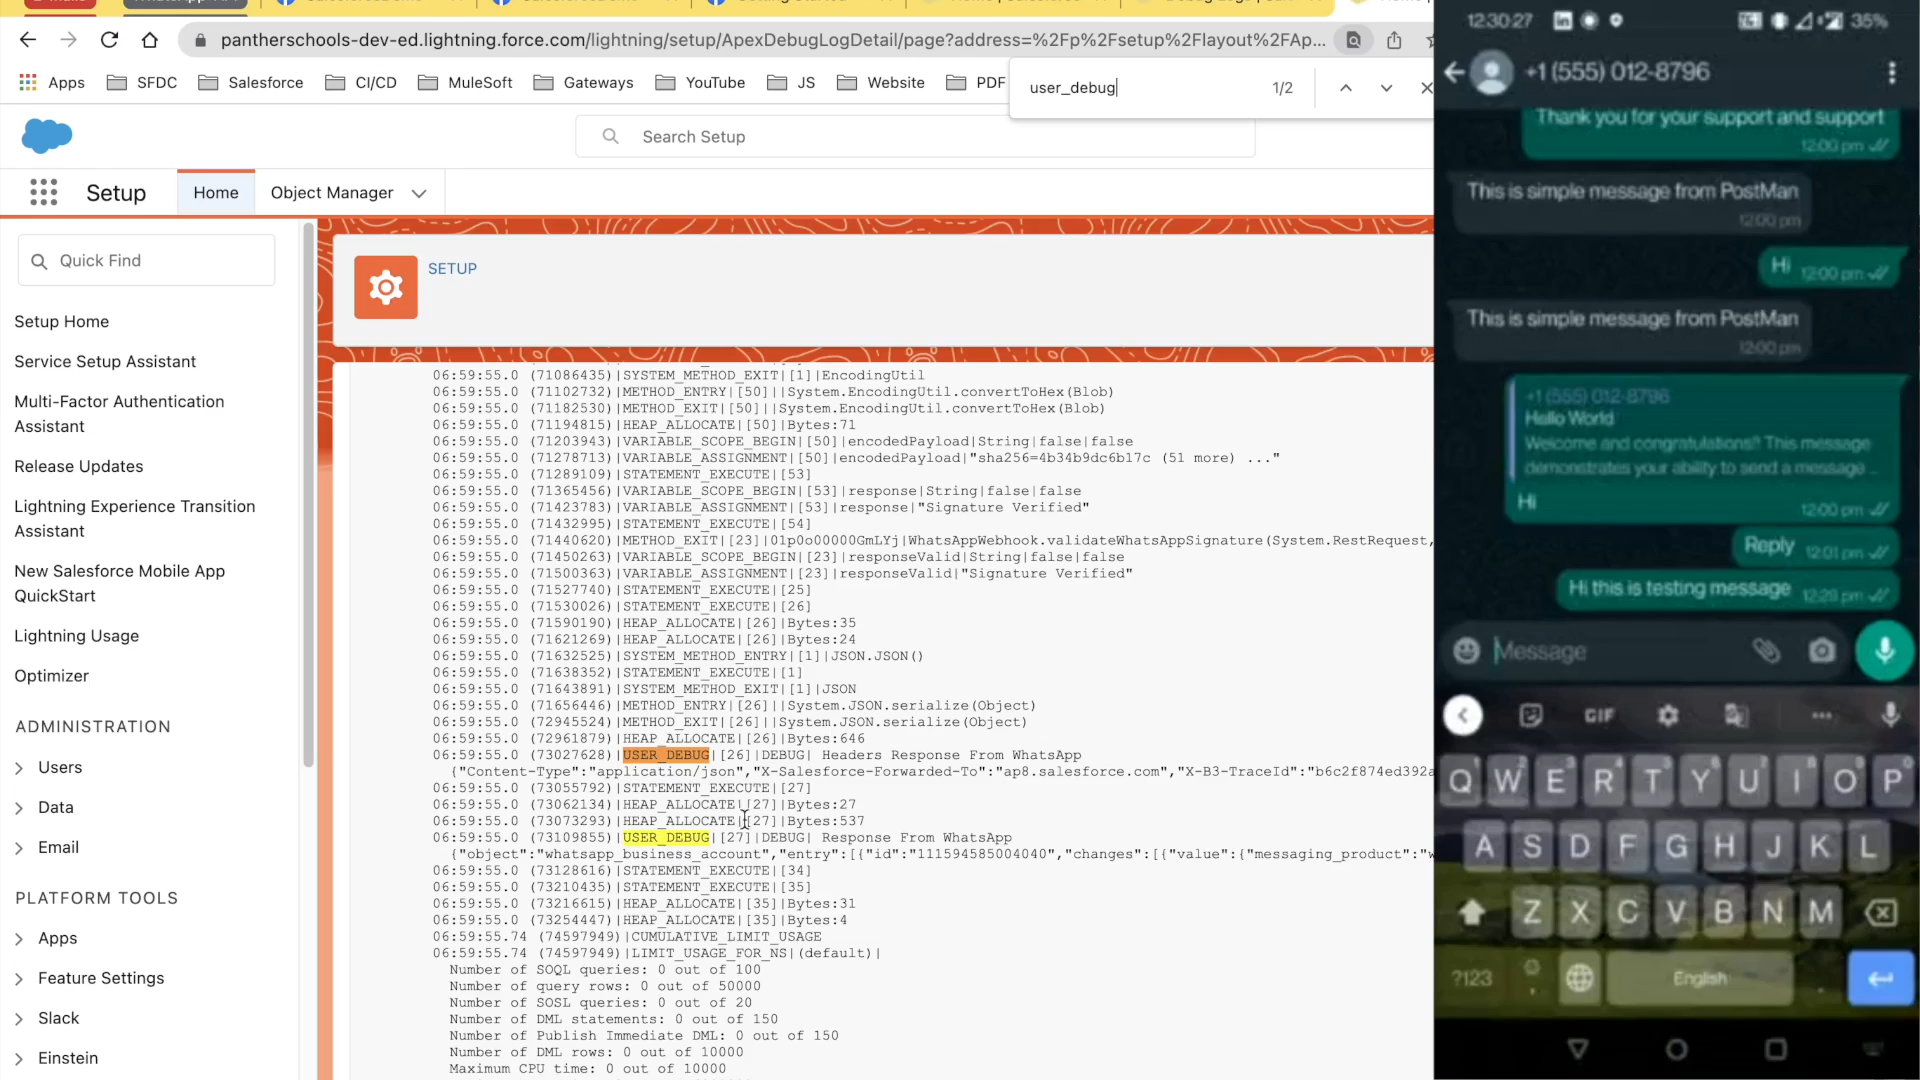 pantherschools-dev-ed.lightning.force.com/lightning/setup/ApexDebugLogDetail/page?address=%2Fp%2Fsetup%2Flayout%2FAp...
Apps SFDC Salesforce CI/CD MuleSoft Gateways YouTube JS Website PDF
user_debug 1/2
Search Setup
Setup Home Object Manager
Quick Find
Setup Home
Service Setup Assistant
Multi-Factor Authentication
Assistant
Release Updates
Lightning Experience Transition
Assistant
New Salesforce Mobile App
QuickStart
Lightning Usage
Optimizer
ADMINISTRATION
Users
Data
Email
PLATFORM TOOLS
Apps
Feature Settings
Slack
Einstein
SETUP
06:59:55.0 (71086435)|SYSTEM_METHOD_EXIT|[1]|EncodingUtil
06:59:55.0 (71102732)|METHOD_ENTRY|[50]||System.EncodingUtil.convertToHex(Blob)
06:59:55.0 (71182530)|METHOD_EXIT|[50]||System.EncodingUtil.convertToHex(Blob)
06:59:55.0 (71194815)|HEAP_ALLOCATE|[50]|Bytes:71
06:59:55.0 (71203943)|VARIABLE_SCOPE_BEGIN|[50]|encodedPayload|String|false|false
06:59:55.0 (71278713)|VARIABLE_ASSIGNMENT|[50]|encodedPayload|"sha256=4b34b9dc6b17c (51 more) ..."
06:59:55.0 (71289109)|STATEMENT_EXECUTE|[53]
06:59:55.0 (71365456)|VARIABLE_SCOPE_BEGIN|[53]|response|String|false|false
06:59:55.0 (71423783)|VARIABLE_ASSIGNMENT|[53]|response|"Signature Verified"
06:59:55.0 (71432995)|STATEMENT_EXECUTE|[54]
06:59:55.0 (71440620)|METHOD_EXIT|[23]|01p0o00000GmLYj|WhatsAppWebhook.validateWhatsAppSignature(System.RestRequest,
06:59:55.0 (71450263)|VARIABLE_SCOPE_BEGIN|[23]|responseValid|String|false|false
06:59:55.0 (71500363)|VARIABLE_ASSIGNMENT|[23]|responseValid|"Signature Verified"
06:59:55.0 (71527740)|STATEMENT_EXECUTE|[25]
06:59:55.0 (71530026)|STATEMENT_EXECUTE|[26]
06:59:55.0 (71590190)|HEAP_ALLOCATE|[26]|Bytes:35
06:59:55.0 (71621269)|HEAP_ALLOCATE|[26]|Bytes:24
06:59:55.0 (71632525)|SYSTEM_METHOD_ENTRY|[1]|JSON.JSON()
06:59:55.0 (71638352)|STATEMENT_EXECUTE|[1]
06:59:55.0 (71643891)|SYSTEM_METHOD_EXIT|[1]|JSON
06:59:55.0 (71656446)|METHOD_ENTRY|[26]||System.JSON.serialize(Object)
06:59:55.0 (72945524)|METHOD_EXIT|[26]||System.JSON.serialize(Object)
06:59:55.0 (72961879)|HEAP_ALLOCATE|[26]|Bytes:646
06:59:55.0 (73027628)|USER_DEBUG|[26]|DEBUG| Headers Response From WhatsApp
{"Content-Type":"application/json","X-Salesforce-Forwarded-To":"ap8.salesforce.com","X-B3-TraceId":"b6c2f874ed392a
06:59:55.0 (73055792)|STATEMENT_EXECUTE|[27]
06:59:55.0 (73062134)|HEAP_ALLOCATE|[27]|Bytes:27
06:59:55.0 (73073293)|HEAP_ALLOCATE|[27]|Bytes:537
06:59:55.0 (73109855)|USER_DEBUG|[27]|DEBUG| Response From WhatsApp
{"object":"whatsapp_business_account","entry":[{"id":"111594585004040","changes":[{"value":{"messaging_product":"w
06:59:55.0 (73128616)|STATEMENT_EXECUTE|[34]
06:59:55.0 (73210435)|STATEMENT_EXECUTE|[35]
06:59:55.0 (73216615)|HEAP_ALLOCATE|[35]|Bytes:31
06:59:55.0 (73254447)|HEAP_ALLOCATE|[35]|Bytes:4
06:59:55.74 (74597949)|CUMULATIVE_LIMIT_USAGE
06:59:55.74 (74597949)|LIMIT_USAGE_FOR_NS|(default)|
Number of SOQL queries: 0 out of 100
Number of query rows: 0 out of 50000
Number of SOSL queries: 0 out of 20
Number of DML statements: 0 out of 150
Number of Publish Immediate DML: 0 out of 150
Number of DML rows: 0 out of 10000
Maximum CPU time: 0 out of 10000
12:30:27 35%
+1 (555) 012-8796
Thank you for your support and support
12:00 pm
This is simple message from PostMan
12:00 pm
Hi 12:00 pm
This is simple message from PostMan
12:00 pm
+1 (555) 012-8796
Hello World
Welcome and congratulations!! This message
demonstrates your ability to send a message ...
Hi 12:00 pm
Reply 12:01 pm
Hi this is testing message 12:29 pm
Message
GIF
Q W E R T Y U I O P
A S D F G H J K L
Z X C V B N M
?123 , English .